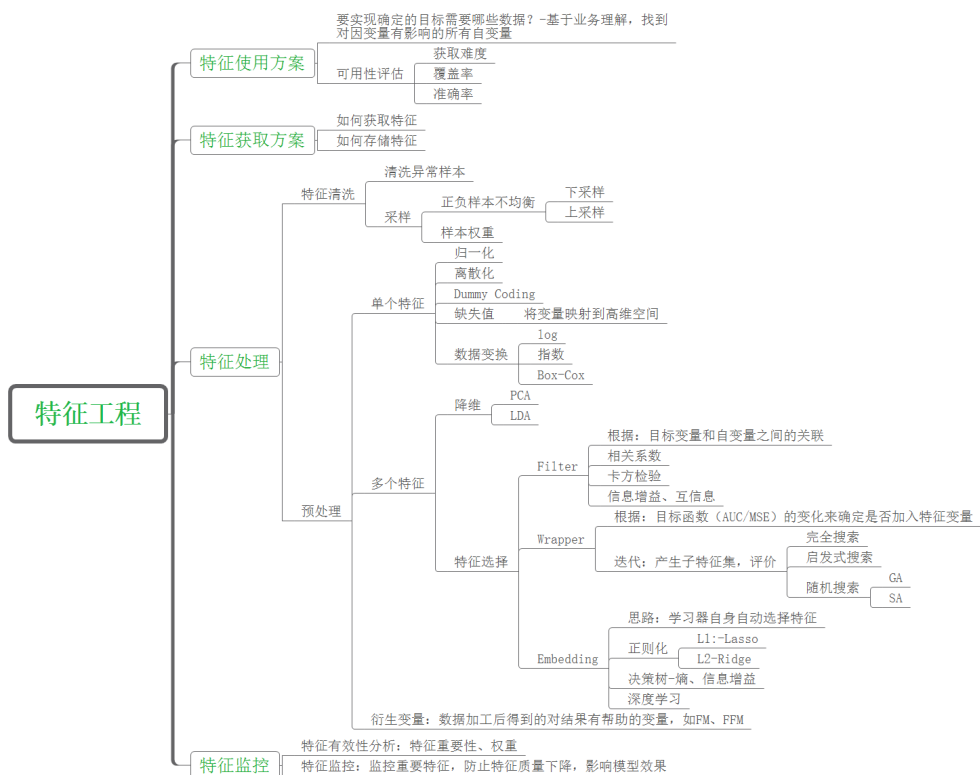 要实现确定的目标需要哪些数据？-基于业务理解，找到
对因变量有影响的所有自变量
特征使用方案
获取难度
可用性评估
覆盖率
准确率
特征获取方案
如何获取特征
如何存储特征
清洗异常样本
特征清洗
下采样
正负样本不均衡
上采样
采样
样本权重
归一化
离散化
Dummy Coding
单个特征
缺失值 将变量映射到高维空间
log
数据变换
指数
Box-Cox
特征处理
特征工程
PCA
降维
LDA
根据：目标变量和自变量之间的关联
相关系数
Filter
卡方检验
信息增益、互信息
多个特征
预处理
根据：目标函数（AUC/MSE）的变化来确定是否加入特征变量
Wrapper
完全搜索
迭代：产生子特征集，评价
启发式搜索
特征选择
GA
随机搜索
SA
思路：学习器自身自动选择特征
L1:-Lasso
正则化
L2-Ridge
Embedding
决策树-熵、信息增益
深度学习
衍生变量：数据加工后得到的对结果有帮助的变量，如FM、FFM
特征有效性分析：特征重要性、权重
特征监控
特征监控：监控重要特征，防止特征质量下降，影响模型效果